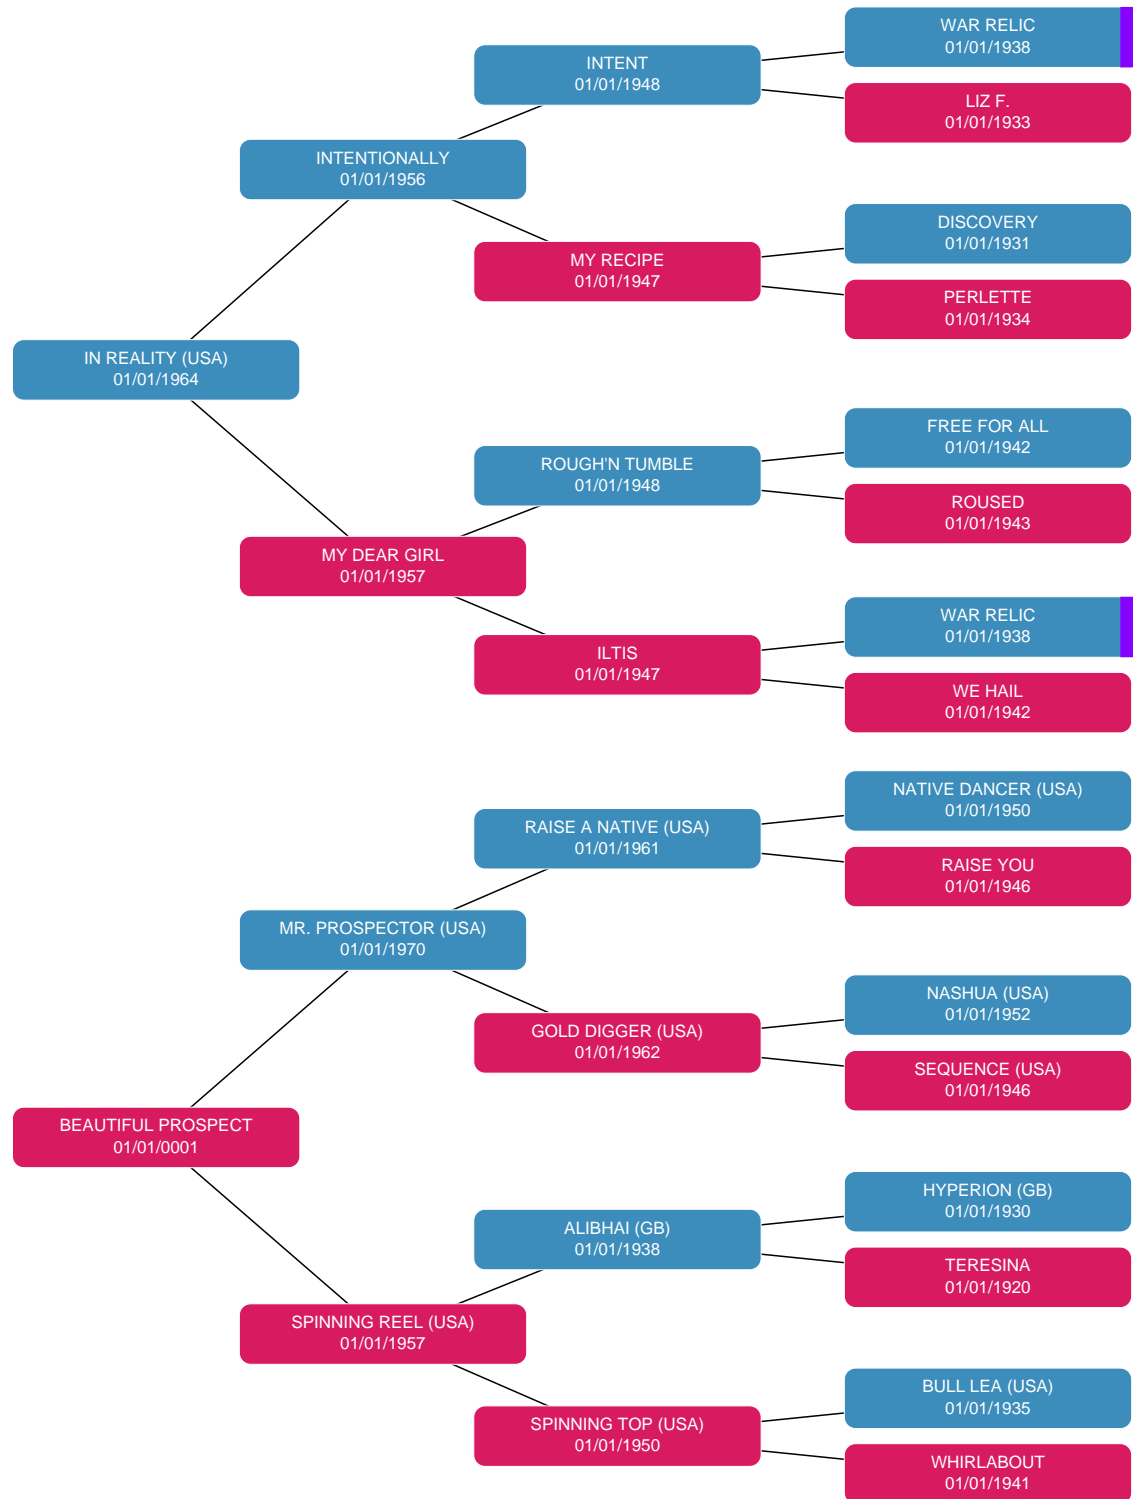 WAR RELIC
01/01/1938
INTENT
01/01/1948
LIZ F.
01/01/1933
INTENTIONALLY
01/01/1956
DISCOVERY
01/01/1931
MY RECIPE
01/01/1947
PERLETTE
01/01/1934
IN REALITY (USA)
01/01/1964
FREE FOR ALL
01/01/1942
ROUGH'N TUMBLE
01/01/1948
ROUSED
01/01/1943
MY DEAR GIRL
01/01/1957
WAR RELIC
01/01/1938
ILTIS
01/01/1947
WE HAIL
01/01/1942
NATIVE DANCER (USA)
01/01/1950
RAISE A NATIVE (USA)
01/01/1961
RAISE YOU
01/01/1946
MR. PROSPECTOR (USA)
01/01/1970
NASHUA (USA)
01/01/1952
GOLD DIGGER (USA)
01/01/1962
SEQUENCE (USA)
01/01/1946
BEAUTIFUL PROSPECT
01/01/0001
HYPERION (GB)
01/01/1930
ALIBHAI (GB)
01/01/1938
TERESINA
01/01/1920
SPINNING REEL (USA)
01/01/1957
BULL LEA (USA)
01/01/1935
SPINNING TOP (USA)
01/01/1950
WHIRLABOUT
01/01/1941